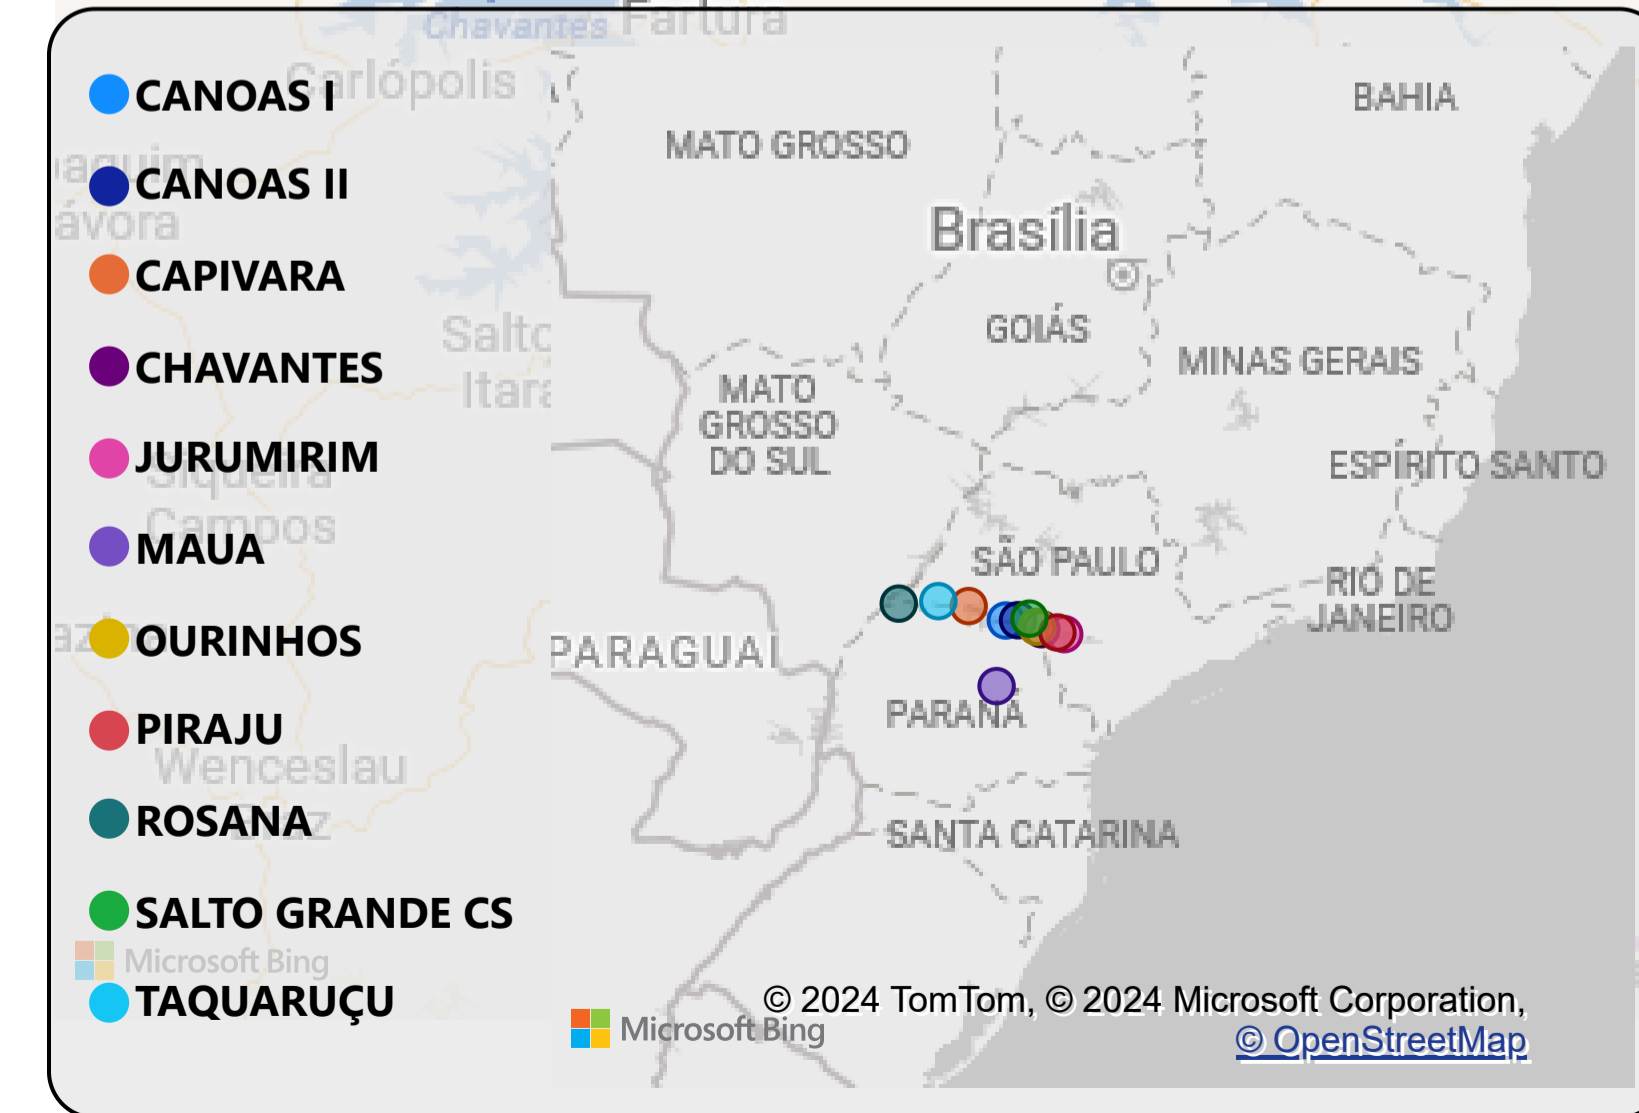 Chavantes
Fartura
Carlópolis
ávora
Salto
Itara
Siqueira
Campos
Wenceslau
Braz
Microsoft Bing
CANOAS I
CANOAS II
CAPIVARA
CHAVANTES
JURUMIRIM
MAUA
OURINHOS
PIRAJU
ROSANA
SALTO GRANDE CS
TAQUARUÇU
BAHIA
MATO GROSSO
Brasília
GOIÁS
MINAS GERAIS
MATO
GROSSO
DO SUL
ESPÍRITO SANTO
SÃO PAULO
RIO DE
JANEIRO
PARAGUAI
PARANÁ
SANTA CATARINA
© 2024 TomTom, © 2024 Microsoft Corporation,
Microsoft Bing
© OpenStreetMap